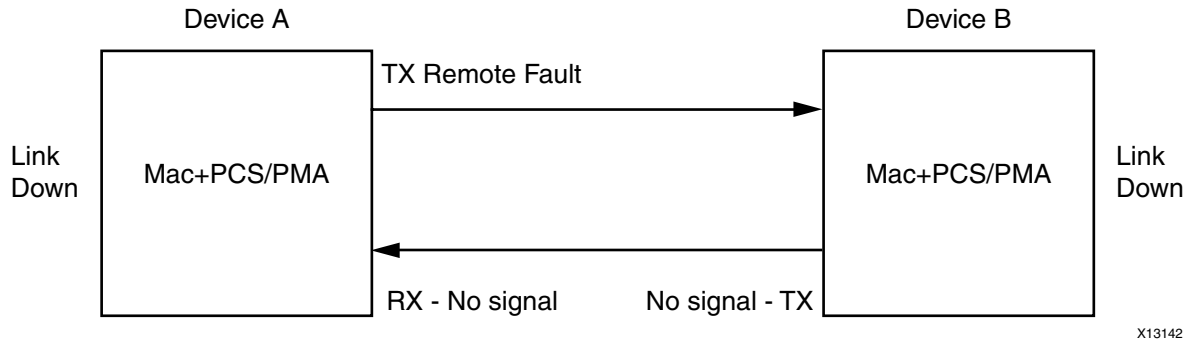 Device A
Device B
TX Remote Fault
Link
Down
Mac+PCS/PMA
Mac+PCS/PMA
Link
Down
RX - No signal
No signal - TX
X13142